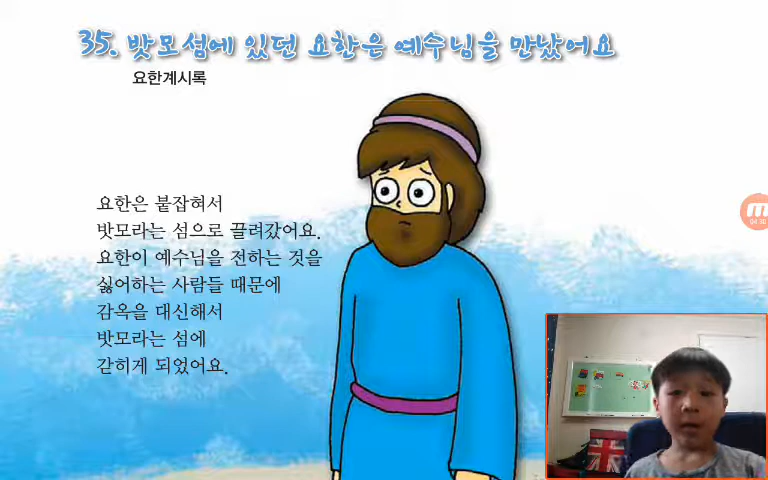 35. 밧모섬에 있던 요한은 예수님을 만났어요
요한계시록
요한은 붙잡혀서
밧모라는 섬으로 끌려갔어요.
요한이 예수님을 전하는 것을
싫어하는 사람들 때문에
감옥을 대신해서
밧모라는 섬에
갇히게 되었어요.
04:30